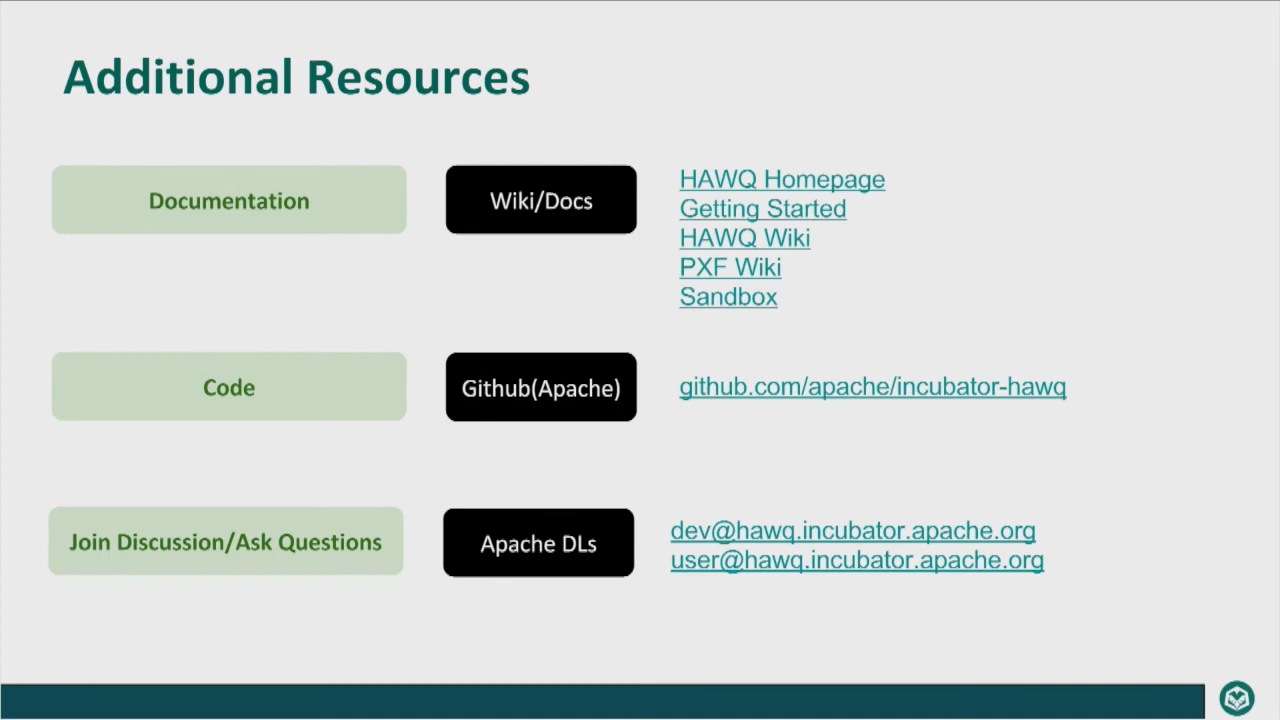 Additional Resources
Documentation
Wiki/Docs
HAWQ Homepage
Getting Started
HAWQ Wiki
PXF Wiki
Sandbox
Code
Github(Apache)
github.com/apache/incubator-hawq
Join Discussion/Ask Questions
Apache DLs
dev@hawq.incubator.apache.org
user@hawq.incubator.apache.org